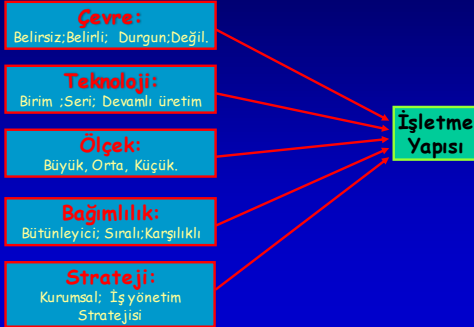 Çevre:
Belirsiz;Belirli; Durgun;Değil.
Teknoloji:
Birim ;Seri; Devamlı üretim
Ölçek:
Büyük, Orta, Küçük.
Bağımlılık:
Bütünleyici; Sıralı;Karşılıklı
Strateji:
Kurumsal; İş yönetim
Stratejisi
İşletme
Yapısı